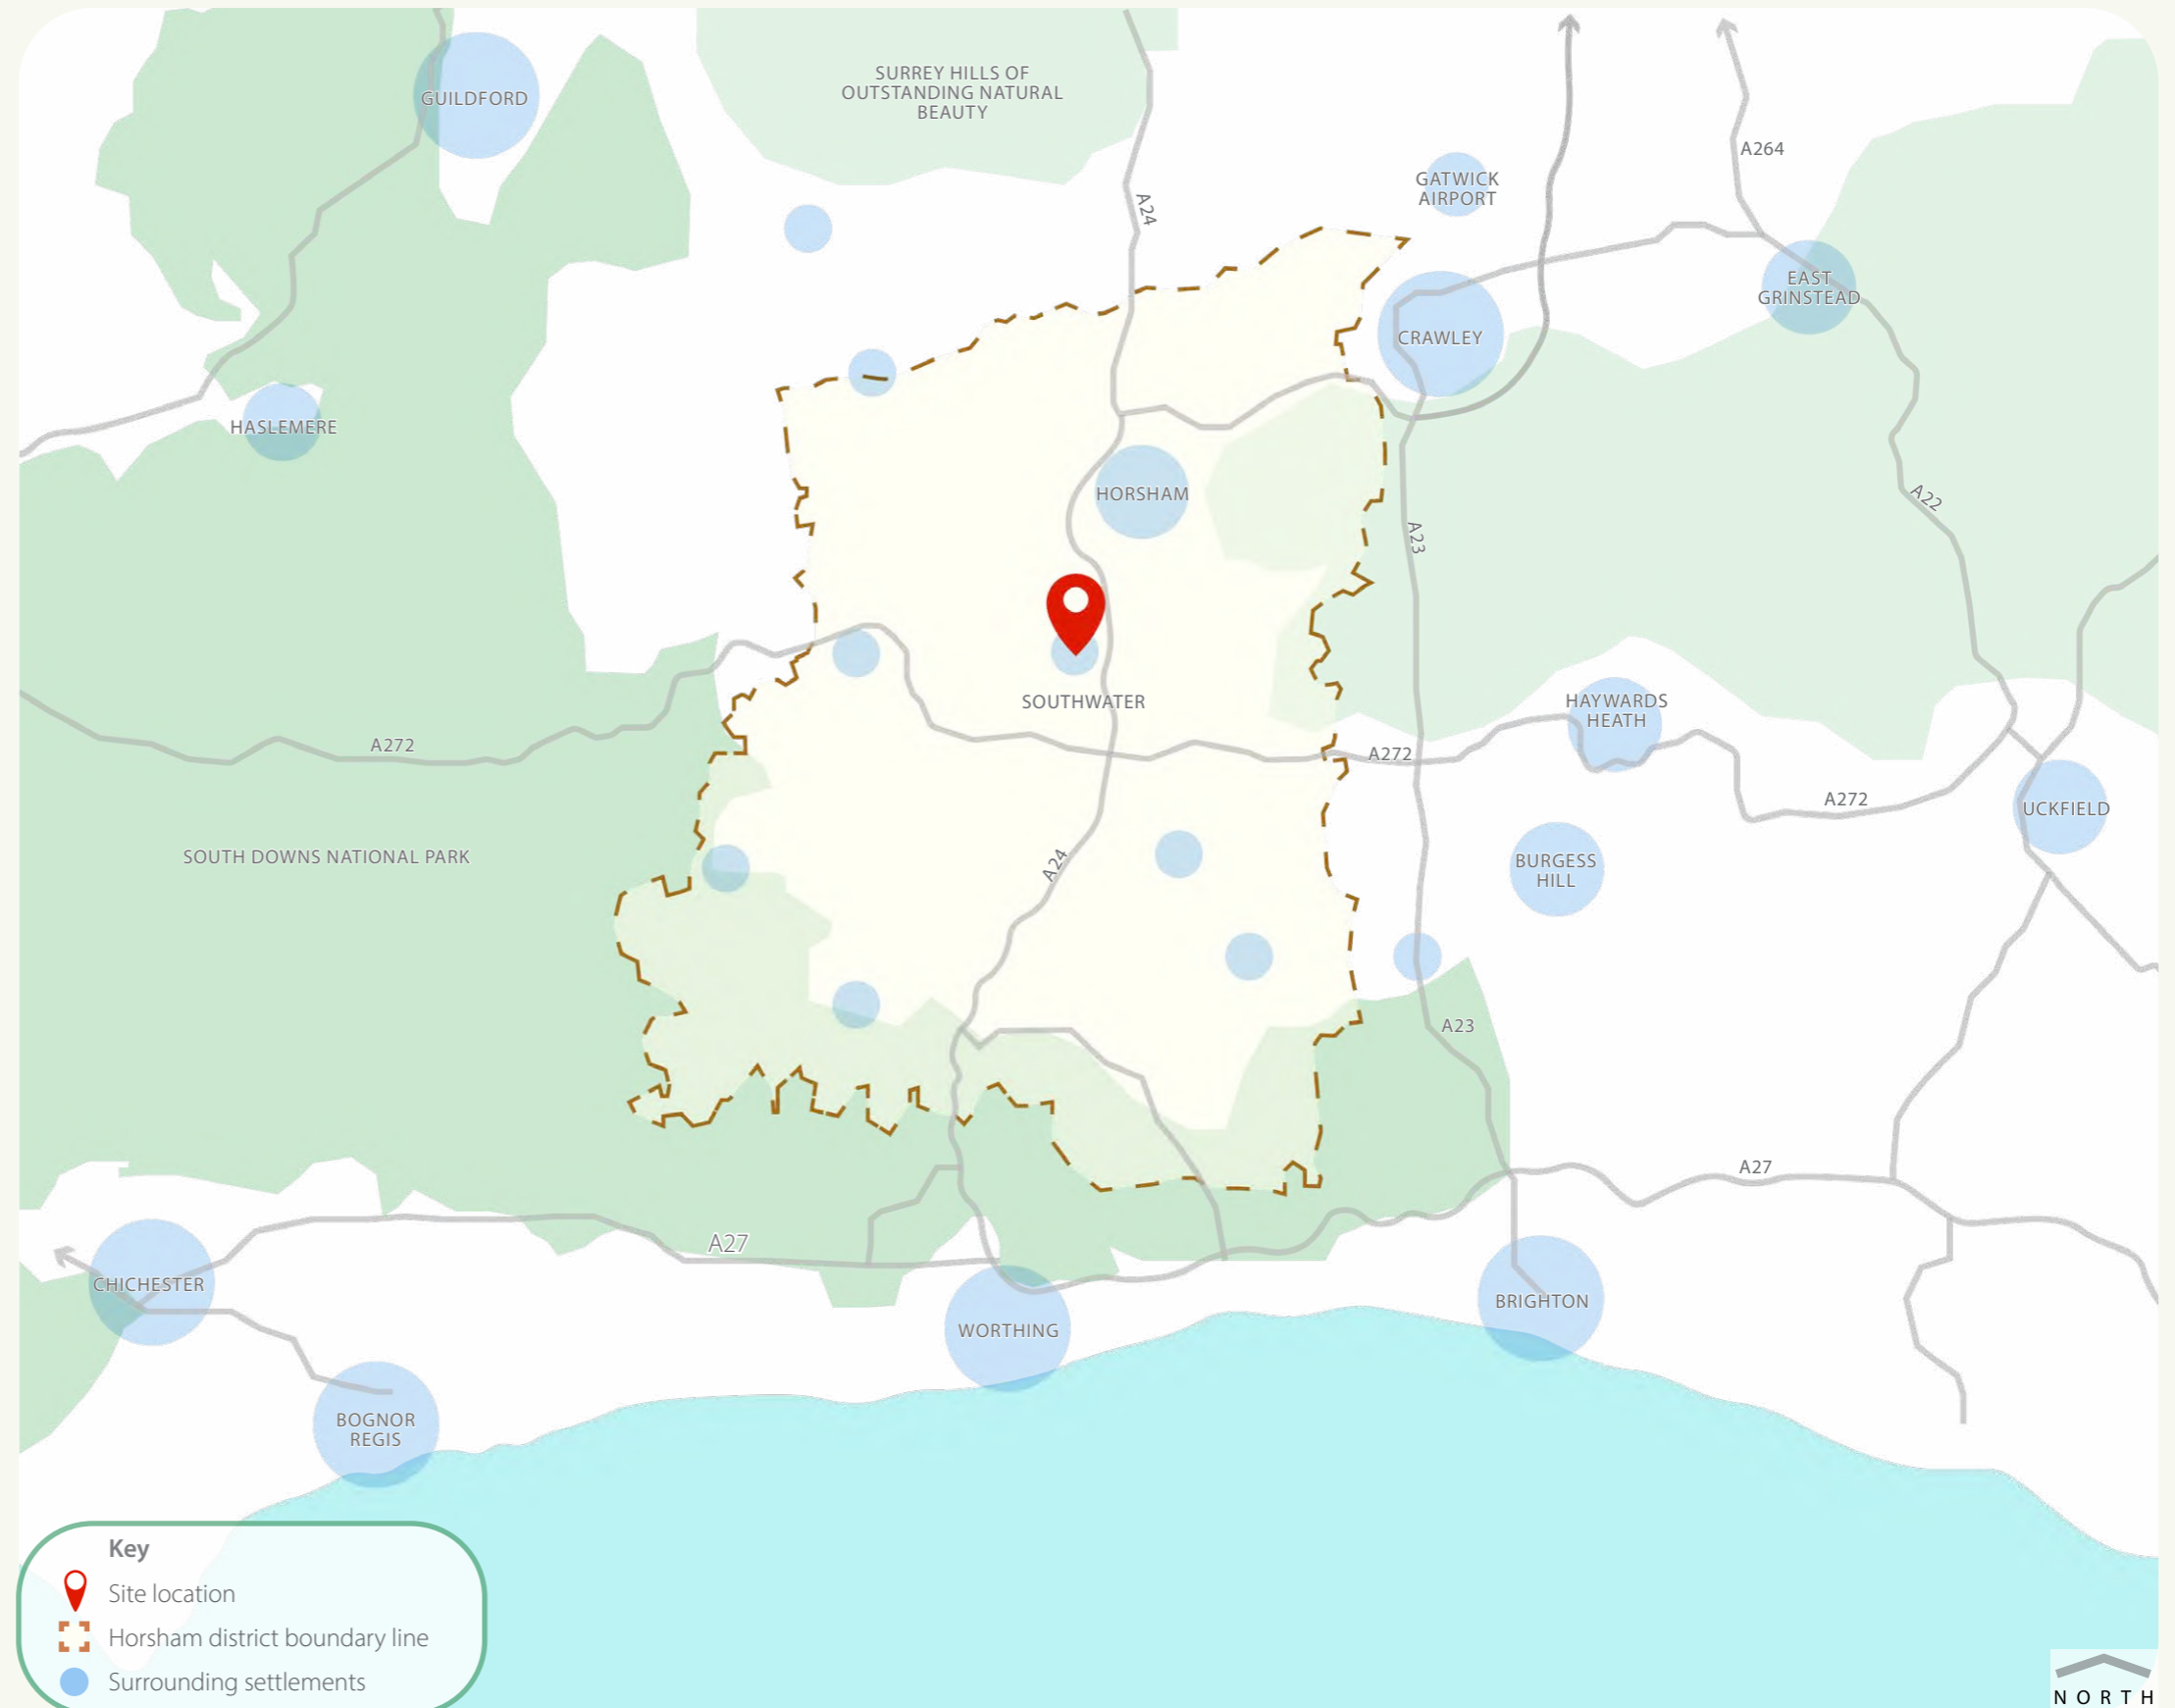 SURREY HILLS OF
OUTSTANDING NATURAL
BEAUTY
GUILDFORD
A264
GATWICK
AIRPORT
A24
EAST
GRINSTEAD
CRAWLEY
HASLEMERE
HORSHAM
A22
A23
SOUTHWATER
HAYWARDS
HEATH
A272
A272
A272
UCKFIELD
SOUTH DOWNS NATIONAL PARK
A24
BURGESS
HILL
A23
A27
A27
CHICHESTER
BRIGHTON
WORTHING
BOGNOR
REGIS
Key
Site location
Horsham district boundary line
Surrounding settlements
NORTH